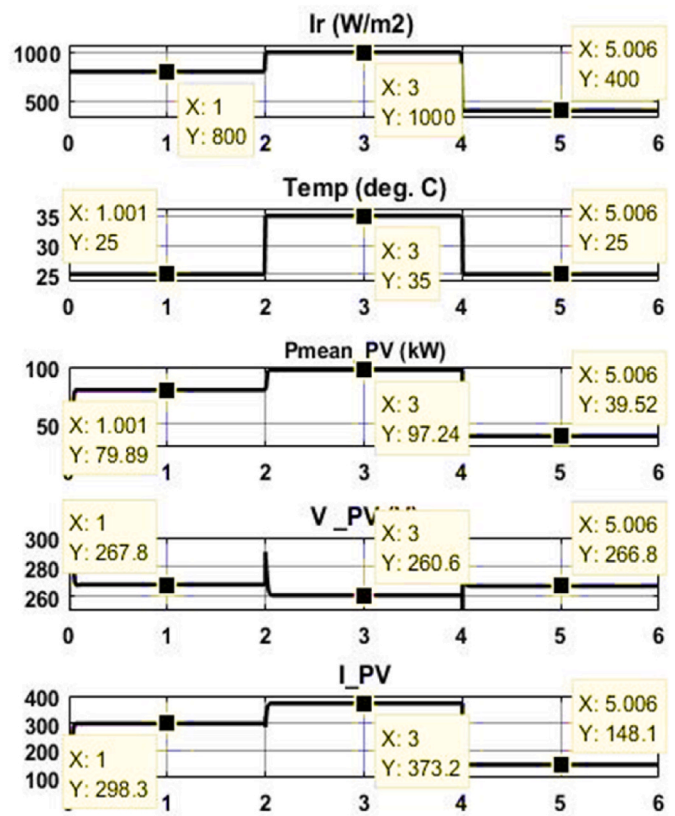 Ir (W/m2)
1000
500
X: 1
Y: 800
X: 3
Y: 1000
X: 5.006
Y: 400
0 1 2 3 4 5 6
Temp (deg. C)
35
30
25
X: 1.001
Y: 25
X: 3
Y: 35
X: 5.006
Y: 25
0 1 2 3 4 5 6
Pmean_PV (kW)
100
50
X: 1.001
Y: 79.89
X: 3
Y: 97.24
X: 5.006
Y: 39.52
1 2 3 4 5 6
V _PV
300
280
260
X: 1
Y: 267.8
X: 3
Y: 260.6
X: 5.006
Y: 266.8
0 1 2 3 4 5 6
I_PV
400
300
200
100
X: 1
Y: 298.3
X: 3
Y: 373.2
X: 5.006
Y: 148.1
1 2 3 4 5 6